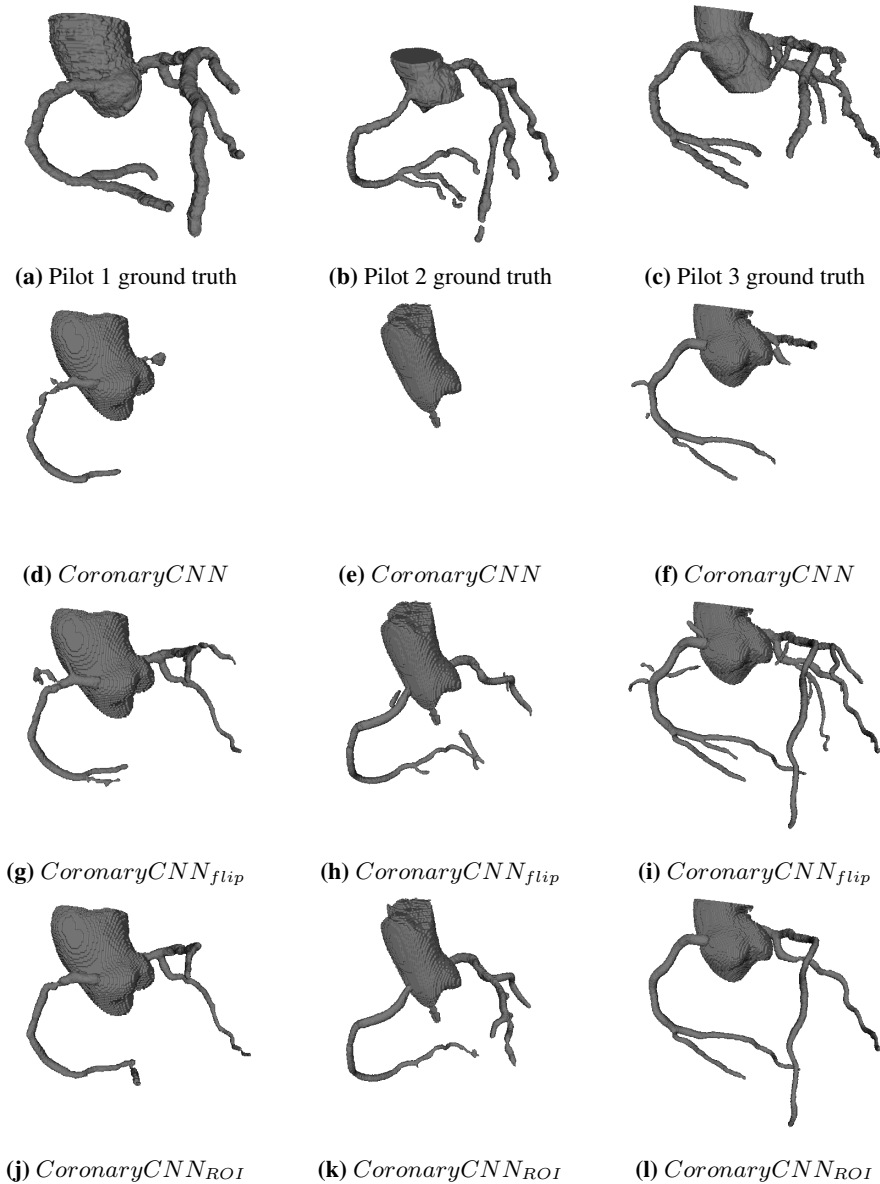 (a) Pilot 1 ground truth (b) Pilot 2 ground truth (c) Pilot 3 ground truth
(d) CoronaryCNN (e) CoronaryCNN (f) CoronaryCNN
(g) CoronaryCNN_flip (h) CoronaryCNN_flip (i) CoronaryCNN_flip
(j) CoronaryCNN_ROI (k) CoronaryCNN_ROI (l) CoronaryCNN_ROI